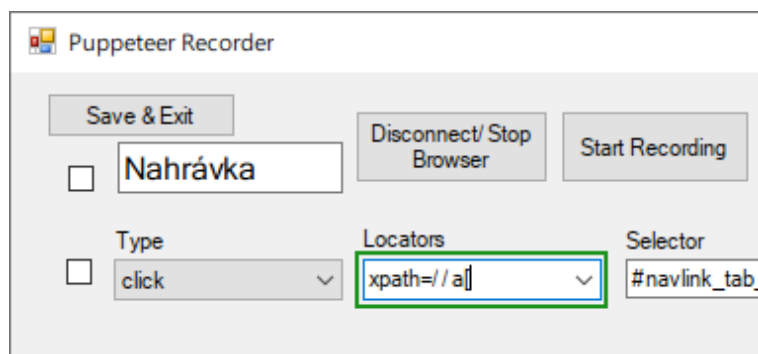 Puppeteer Recorder
Save & Exit
Disconnect/ Stop
Browser
Start Recording
Nahrávka
Type
Locators
Selector
click
xpath=//a[
#navlink_tab_